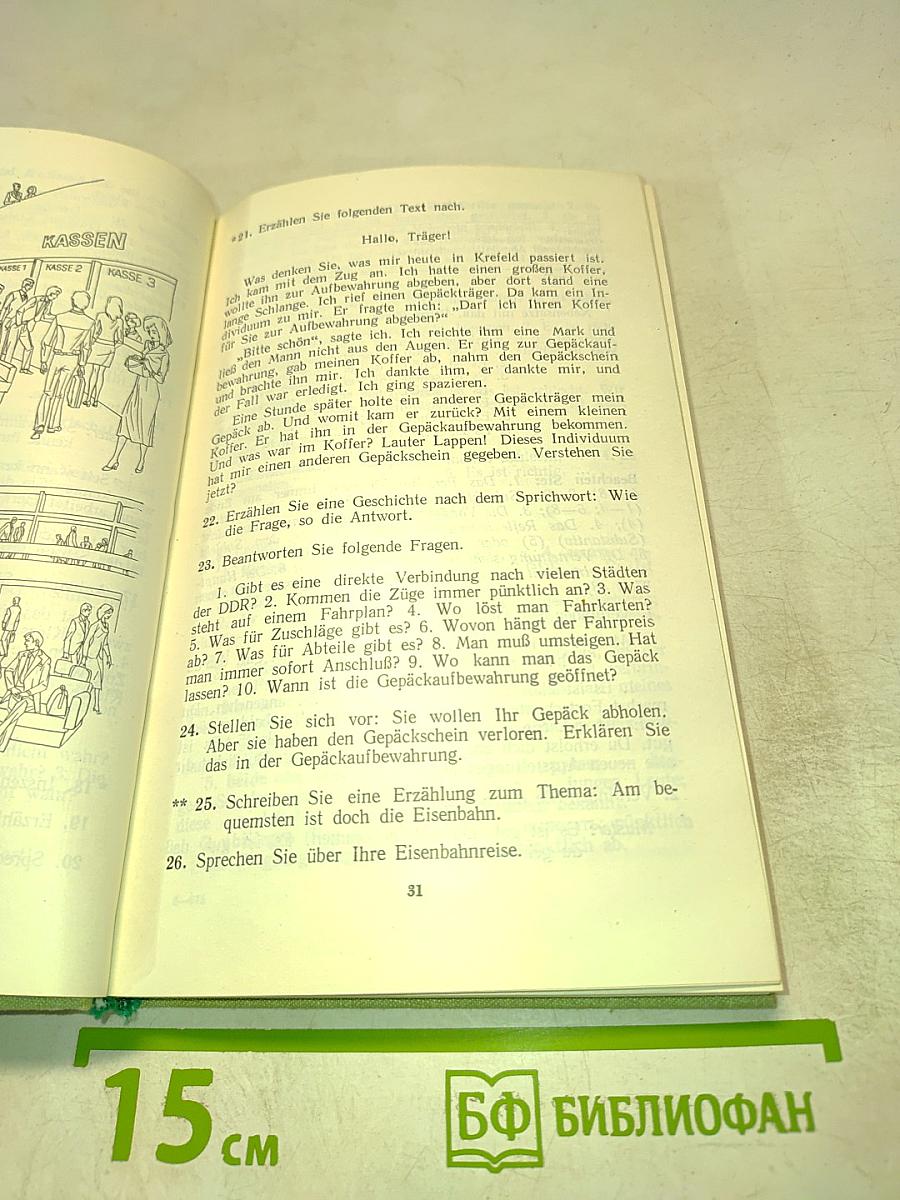 KASSEN
KASSE 1
KASSE 2
KASSE 3
*21. Erzählen Sie folgenden Text nach.
Hallo, Träger!
Was denken Sie, was mir heute in Krefeld passiert ist.
Ich kam mit dem Zug an. Ich hatte einen großen Koffer,
wollte ihn zur Aufbewahrung abgeben, aber dort stand eine
lange Schlange. Ich rief einen Gepäckträger. Da kam ein In-
dividuum zu mir. Er fragte mich: „Darf ich Ihren Koffer
für Sie zur Aufbewahrung abgeben?“
„Bitte schön“, sagte ich. Ich reichte ihm eine Mark und
ließ den Mann nicht aus den Augen. Er ging zur Gepäckauf-
bewahrung, gab meinen Koffer ab, nahm den Gepäckschein
und brachte ihn mir. Ich dankte ihm, er dankte mir, und
der Fall war erledigt. Ich ging spazieren.
Eine Stunde später holte ein anderer Gepäckträger mein
Gepäck ab. Und womit kam er zurück? Mit einem kleinen
Koffer. Er hat ihn in der Gepäckaufbewahrung bekommen.
Und was war im Koffer? Lauter Lappen! Dieses Individuum
hat mir einen anderen Gepäckschein gegeben. Verstehen Sie
jetzt?
22. Erzählen Sie eine Geschichte nach dem Sprichwort: Wie
die Frage, so die Antwort.
23. Beantworten Sie folgende Fragen.
1. Gibt es eine direkte Verbindung nach vielen Städten
der DDR? 2. Kommen die Züge immer pünktlich an? 3. Was
steht auf einem Fahrplan? 4. Wo löst man Fahrkarten?
5. Was für Zuschläge gibt es? 6. Wovon hängt der Fahrpreis
ab? 7. Was für Abteile gibt es? 8. Man muß umsteigen. Hat
man immer sofort Anschluß? 9. Wo kann man das Gepäck
lassen? 10. Wann ist die Gepäckaufbewahrung geöffnet?
24. Stellen Sie sich vor: Sie wollen Ihr Gepäck abholen.
Aber sie haben den Gepäckschein verloren. Erklären Sie
das in der Gepäckaufbewahrung.
** 25. Schreiben Sie eine Erzählung zum Thema: Am be-
quemsten ist doch die Eisenbahn.
26. Sprechen Sie über Ihre Eisenbahnreise.
31
15 см
БФ БИБЛИОФАН